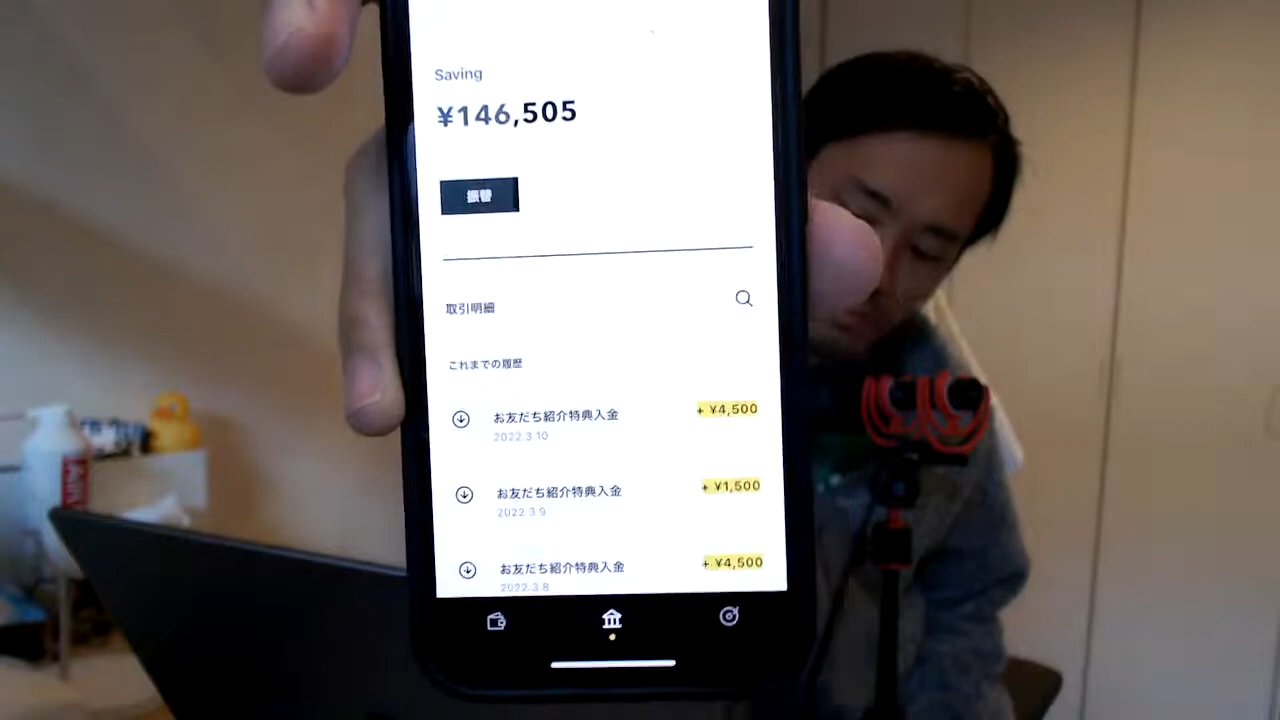 Saving
¥146,505
振替
取引明細
これまでの履歴
お友だち紹介特典入金
+ ¥4,500
2022.3.10
お友だち紹介特典入金
+ ¥1,500
2022.3.9
お友だち紹介特典入金
+ ¥4,500
2022.3.8